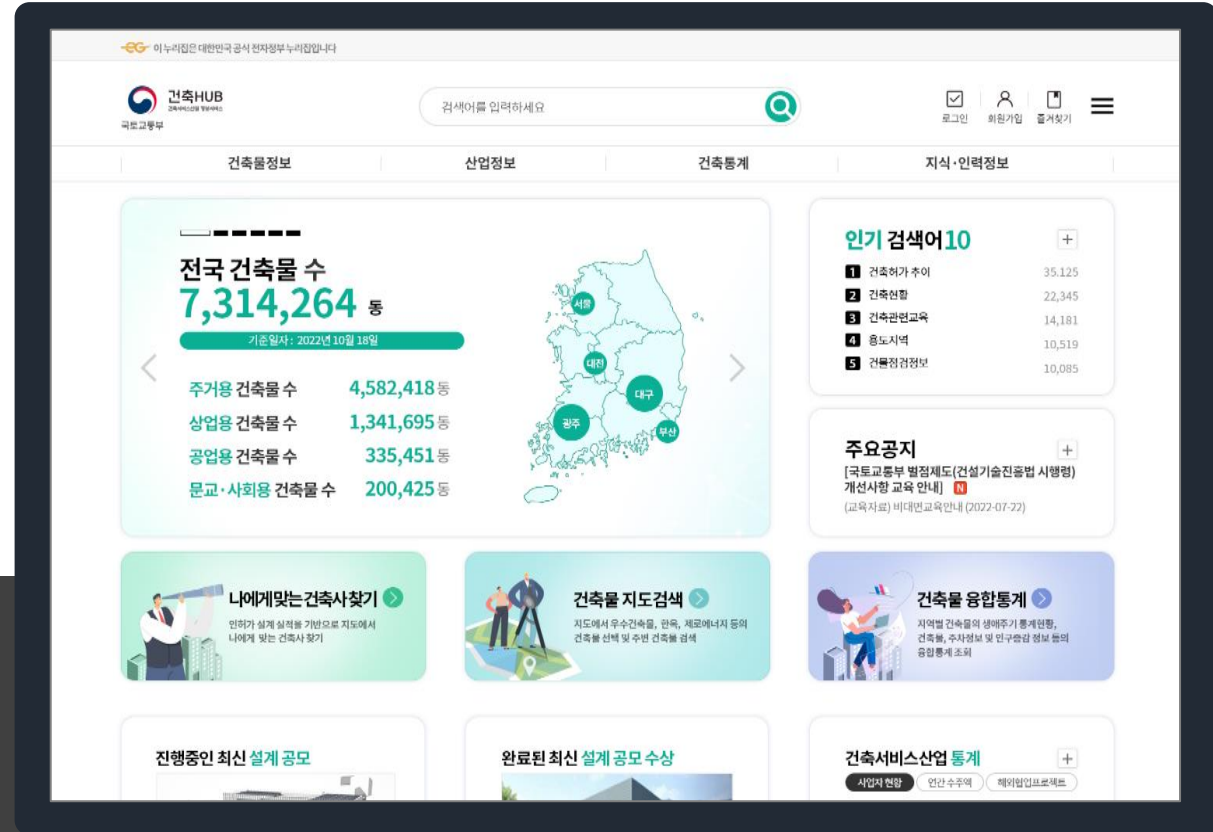 이 누리집은 대한민국 공식 전자정부 누리집입니다
국토교통부
건축HUB
검색어를 입력하세요
로그인
회원가입
즐겨찾기
건축물정보
산업정보
건축통계
지식·인력정보
전국 건축물 수
7,314,264 동
기준일자 : 2022년 10월 18일
주거용 건축물 수 4,582,418 동
상업용 건축물 수 1,341,695 동
공업용 건축물 수 335,451 동
문교·사회용 건축물 수 200,425 동
서울
대전
대구
광주
부산
인기 검색어10
1 건축허가 추이 35.125
2 건축현황 22,345
3 건축관련교육 14,181
4 용도지역 10,519
5 건물점검정보 10,085
주요공지
[국토교통부 벌점제도(건설기술진흥법 시행령)
개선사항 교육 안내] N
(교육자료) 비대면교육안내 (2022-07-22)
나에게맞는건축사찾기
인허가 설계 실적을 기반으로 지도에서
나에게 맞는 건축사 찾기
건축물 지도검색
지도에서 우수건축물, 한옥, 제로에너지 등의
건축물 선택 및 주변 건축물 검색
건축물 융합통계
지역별 건축물의 생애주기 통계현황,
건축물, 주차정보 및 인구증감 정보 등의
융합통계 조회
진행중인 최신 설계 공모
완료된 최신 설계 공모 수상
건축서비스산업 통계
사업자 현황
연간 수주액
해외협업프로젝트